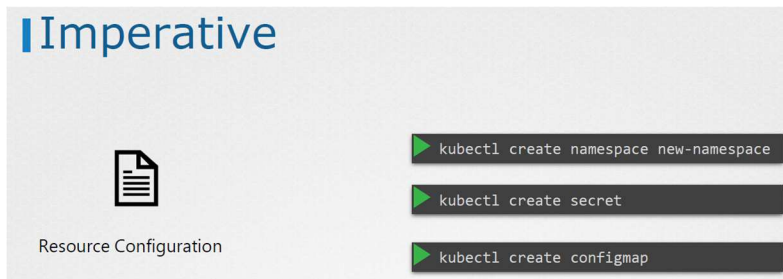 Imperative
kubectl create namespace new-namespace
kubectl create secret
Resource Configuration
kubectl create configmap